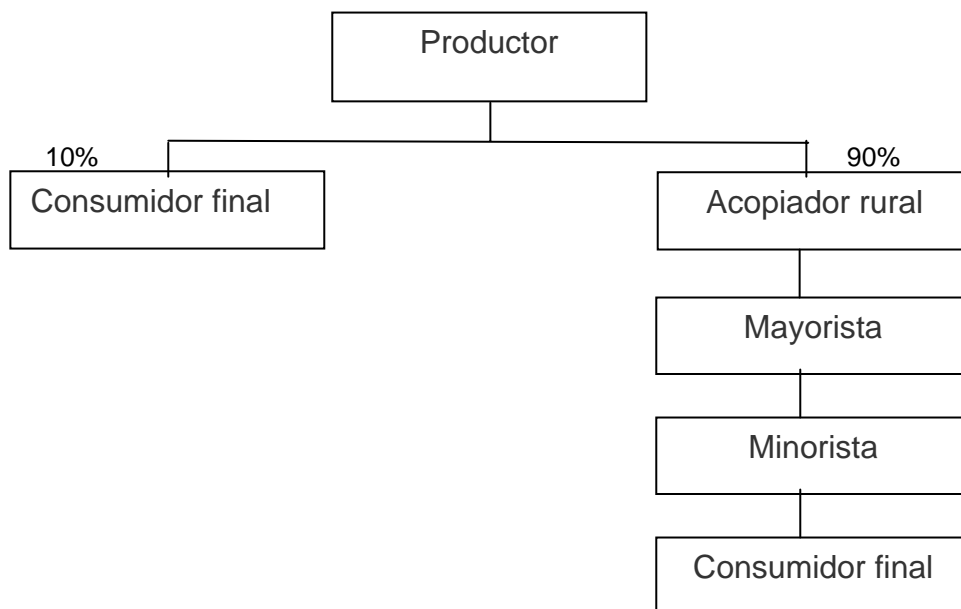 Productor
10%
90%
Consumidor final
Acopiador rural
Mayorista
Minorista
Consumidor final